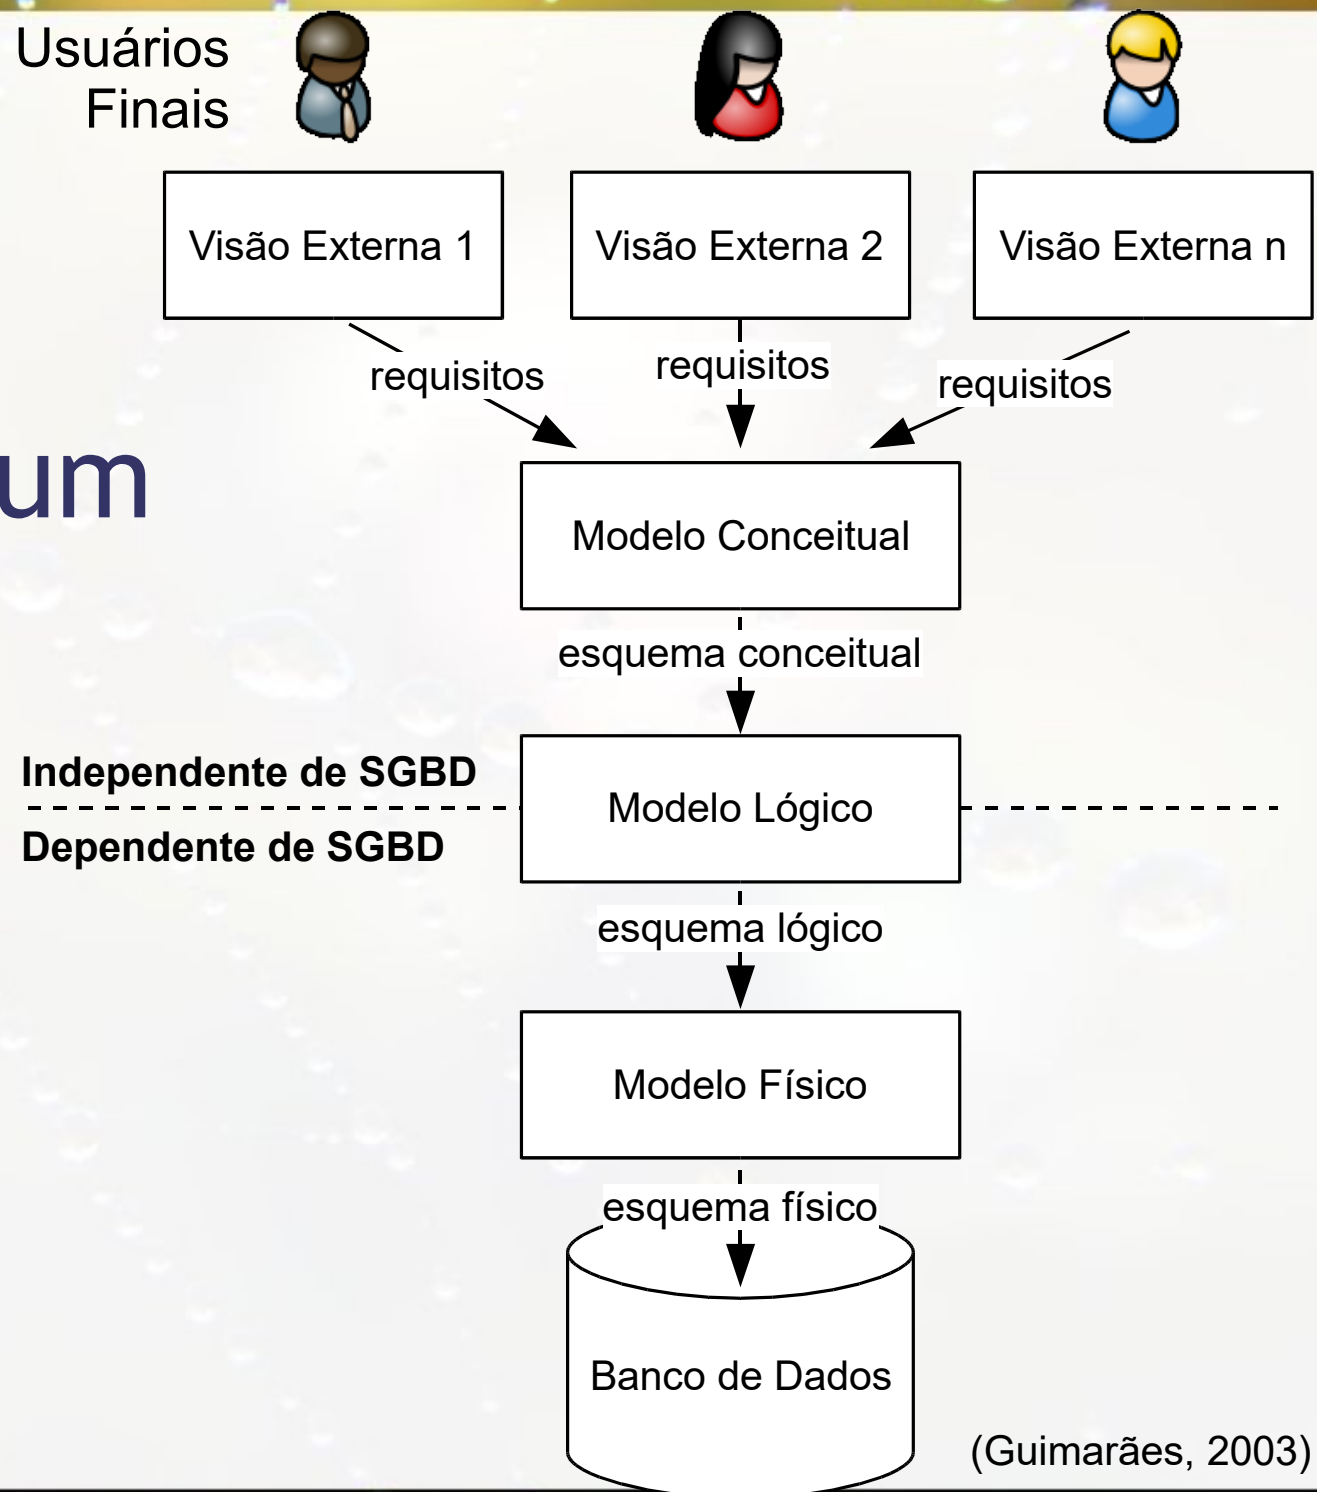 Usuários
Finais
Visão Externa 1
Visão Externa 2
Visão Externa n
requisitos
requisitos
requisitos
um
Modelo Conceitual
esquema conceitual
Independente de SGBD
Modelo Lógico
Dependente de SGBD
esquema lógico
Modelo Físico
esquema físico
Banco de Dados
(Guimarães, 2003)